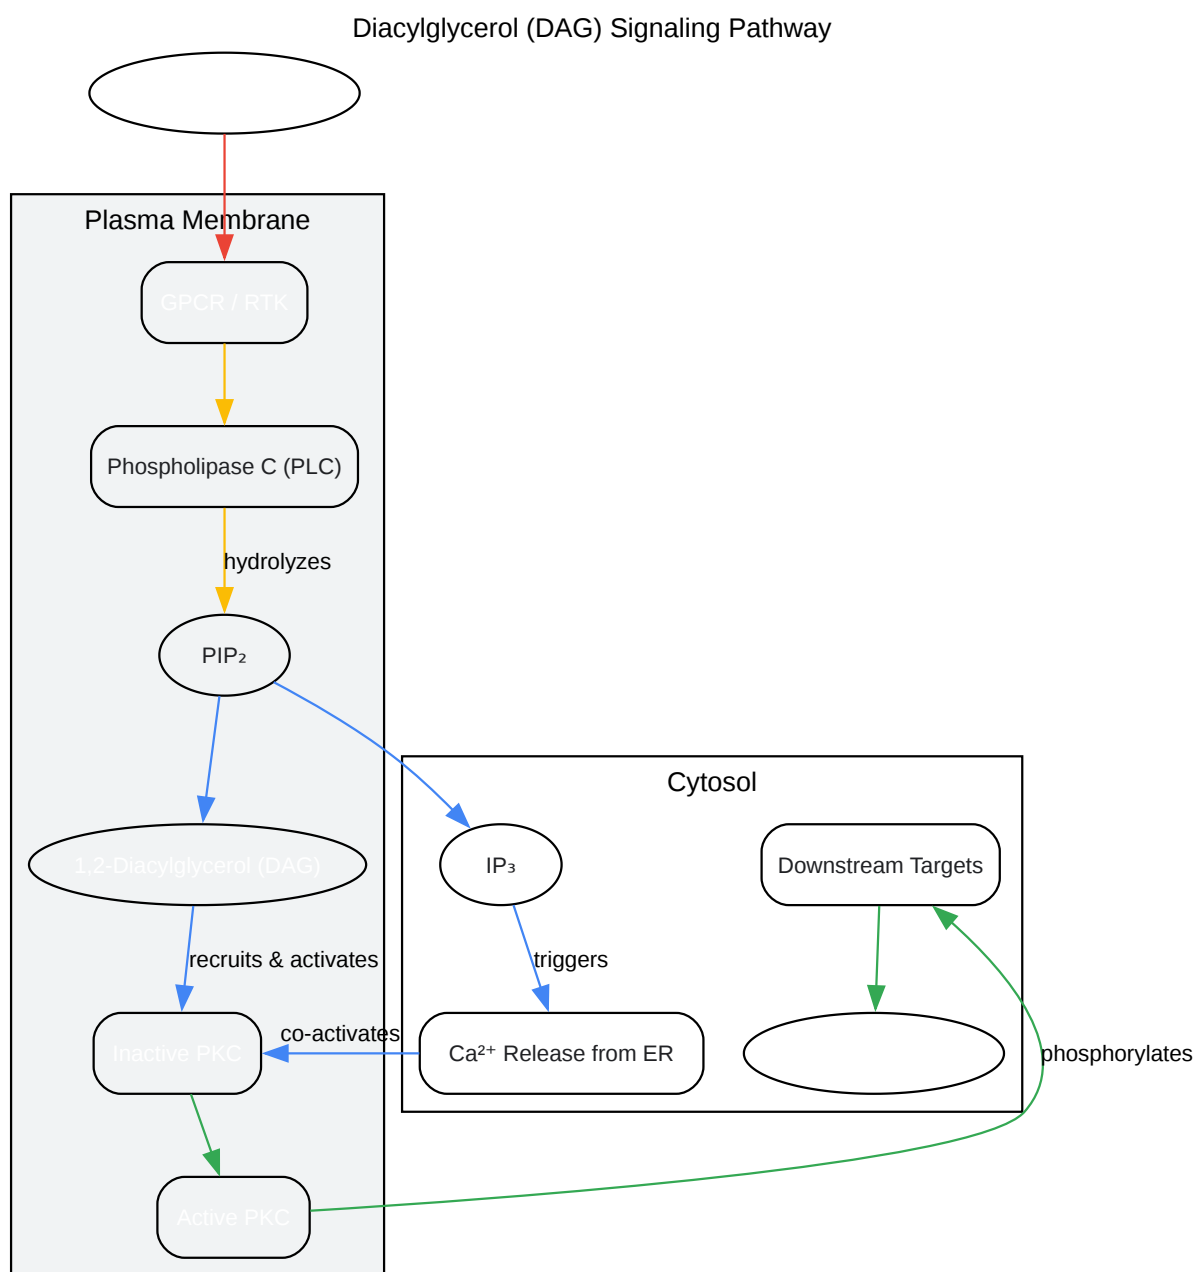 Diacylglycerol (DAG) Signaling Pathway
Plasma Membrane
GPCR / RTK
Phospholipase C (PLC)
hydrolyzes
PIP₂
Cytosol
1,2-Diacylglycerol (DAG)
IP₃
Downstream Targets
recruits & activates
triggers
co-activates
Inactive PKC
Ca²⁺ Release from ER
phosphorylates
Active PKC